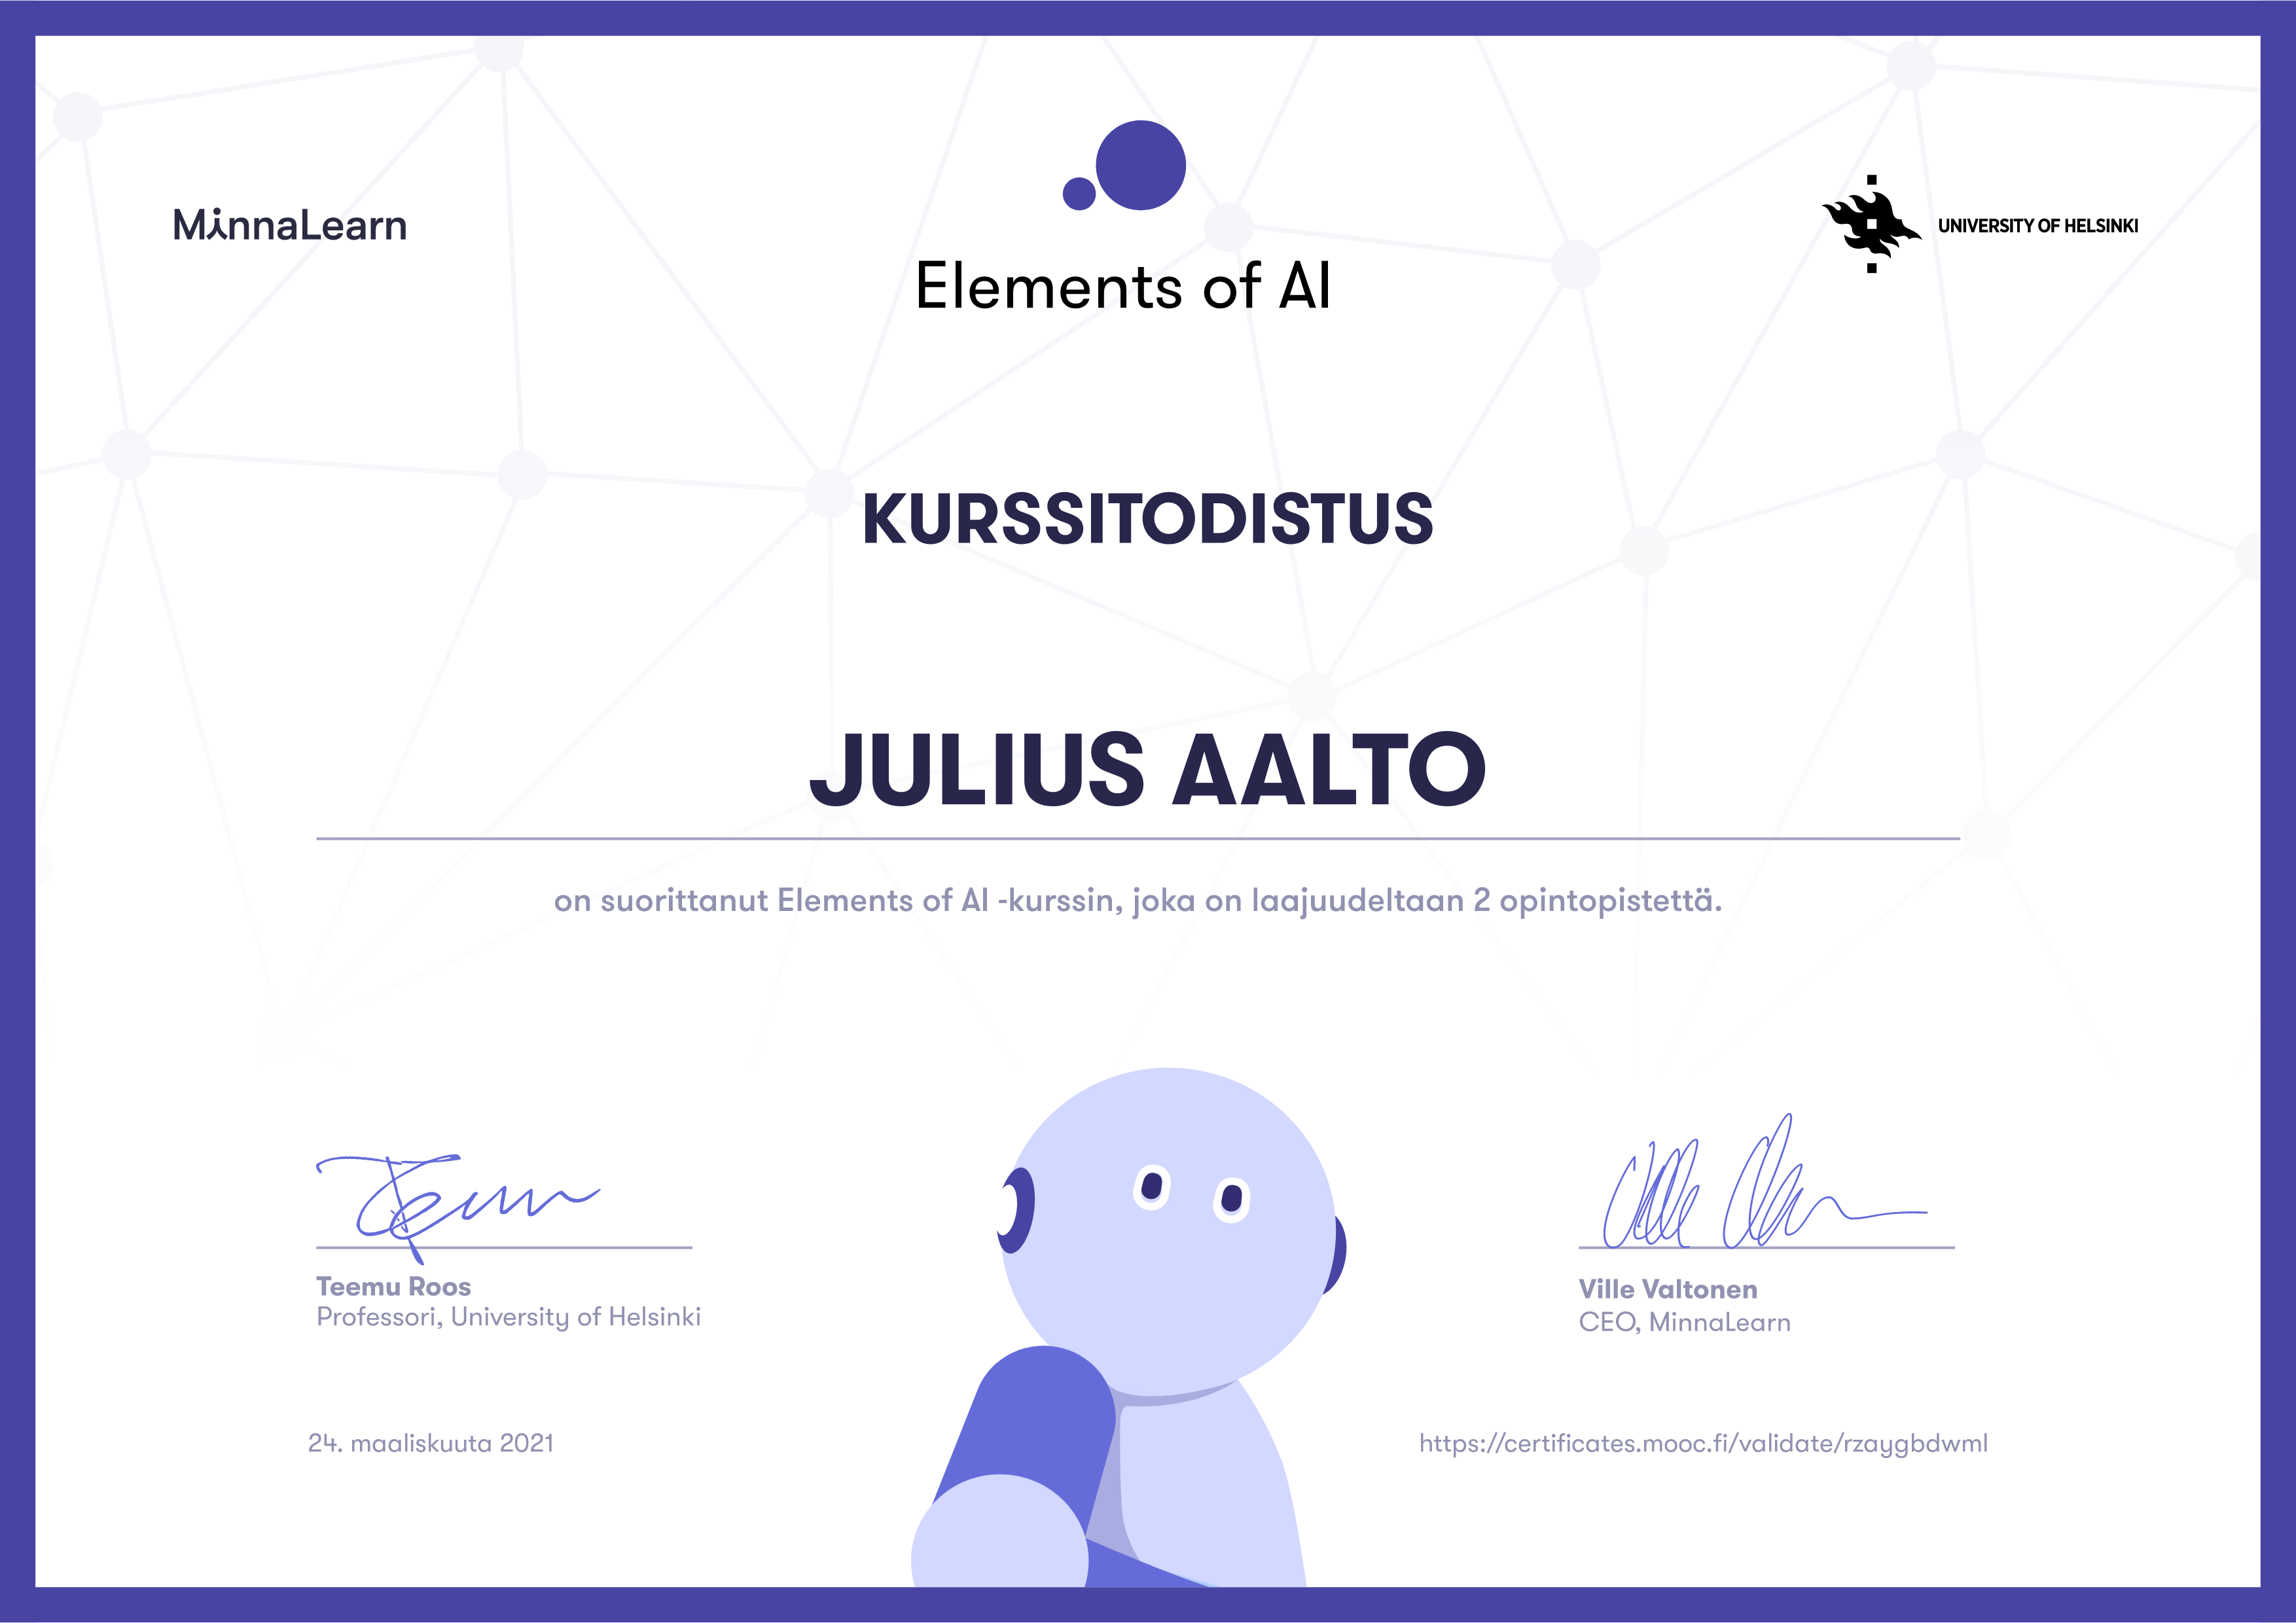 MinnaLearn
Elements of AI
UNIVERSITY OF HELSINKI
KURSSITODISTUS
JULIUS AALTO
on suorittanut Elements of AI -kurssin, joka on laajuudeltaan 2 opintopistettä.
Teemu Roos
Professori, University of Helsinki
Ville Valtonen
CEO, MinnaLearn
24. maaliskuuta 2021
https://certificates.mooc.fi/validate/rzaygbdwml